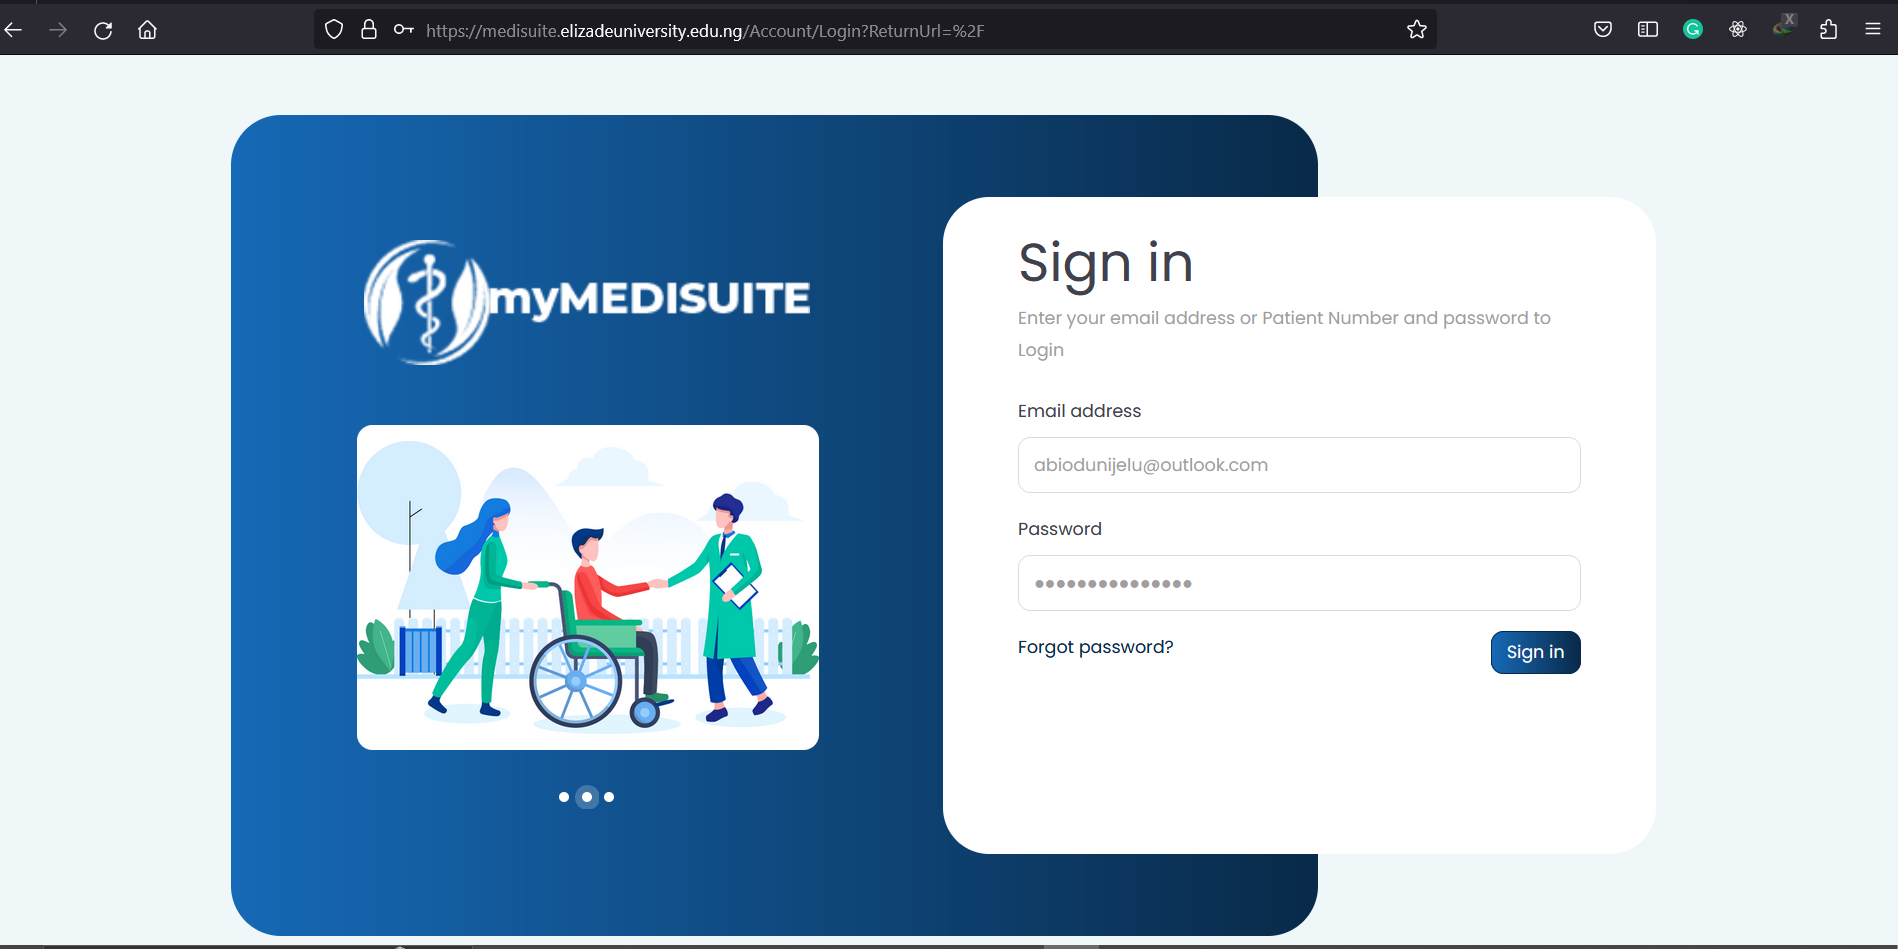 https://medisuite.elizadeuniversity.edu.ng/Account/Login?ReturnUrl=%2F
X
myMEDISUITE
Sign in
Enter your email address or Patient Number and password to
Login
Email address
abiodunijelu@outlook.com
Password
●●●●●●●●●●●●●●●
Forgot password?
Sign in